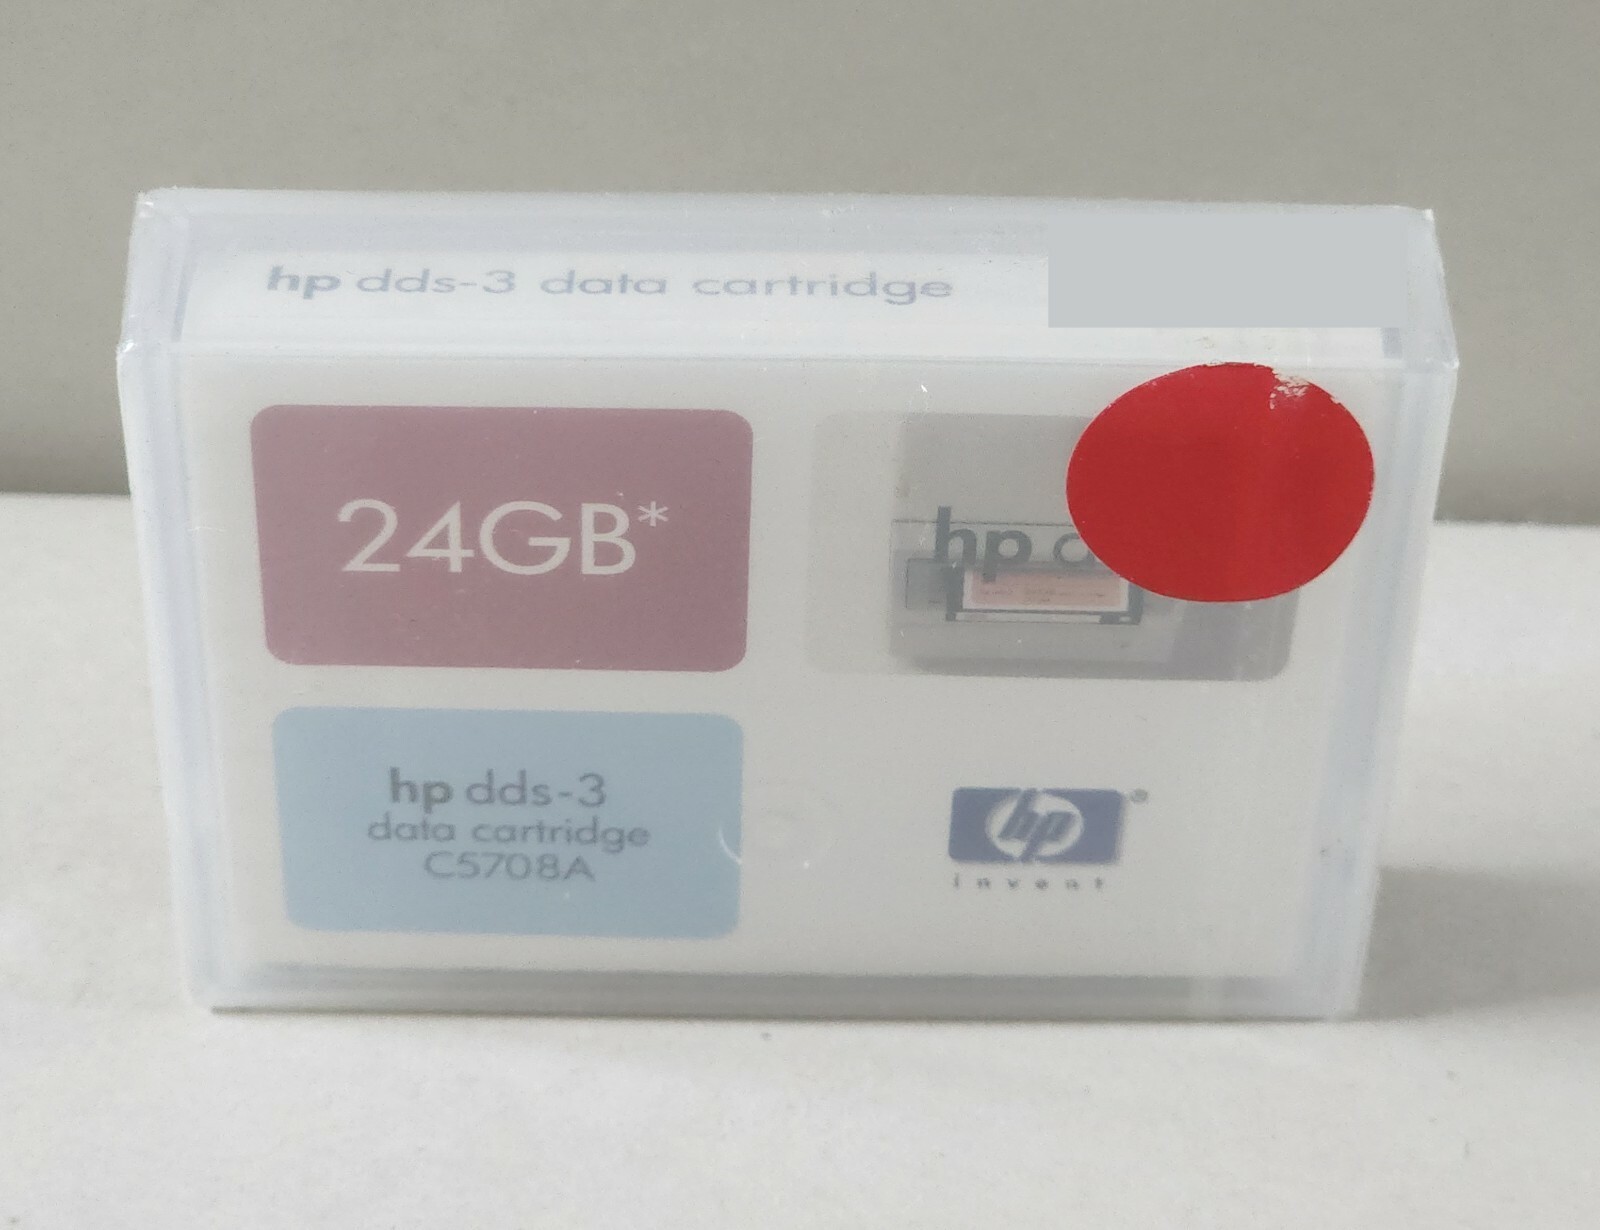 hp dds-3 data cartridge
24GB*
hp d
hp dds-3
data cartridge
C5708A
hp®
invent